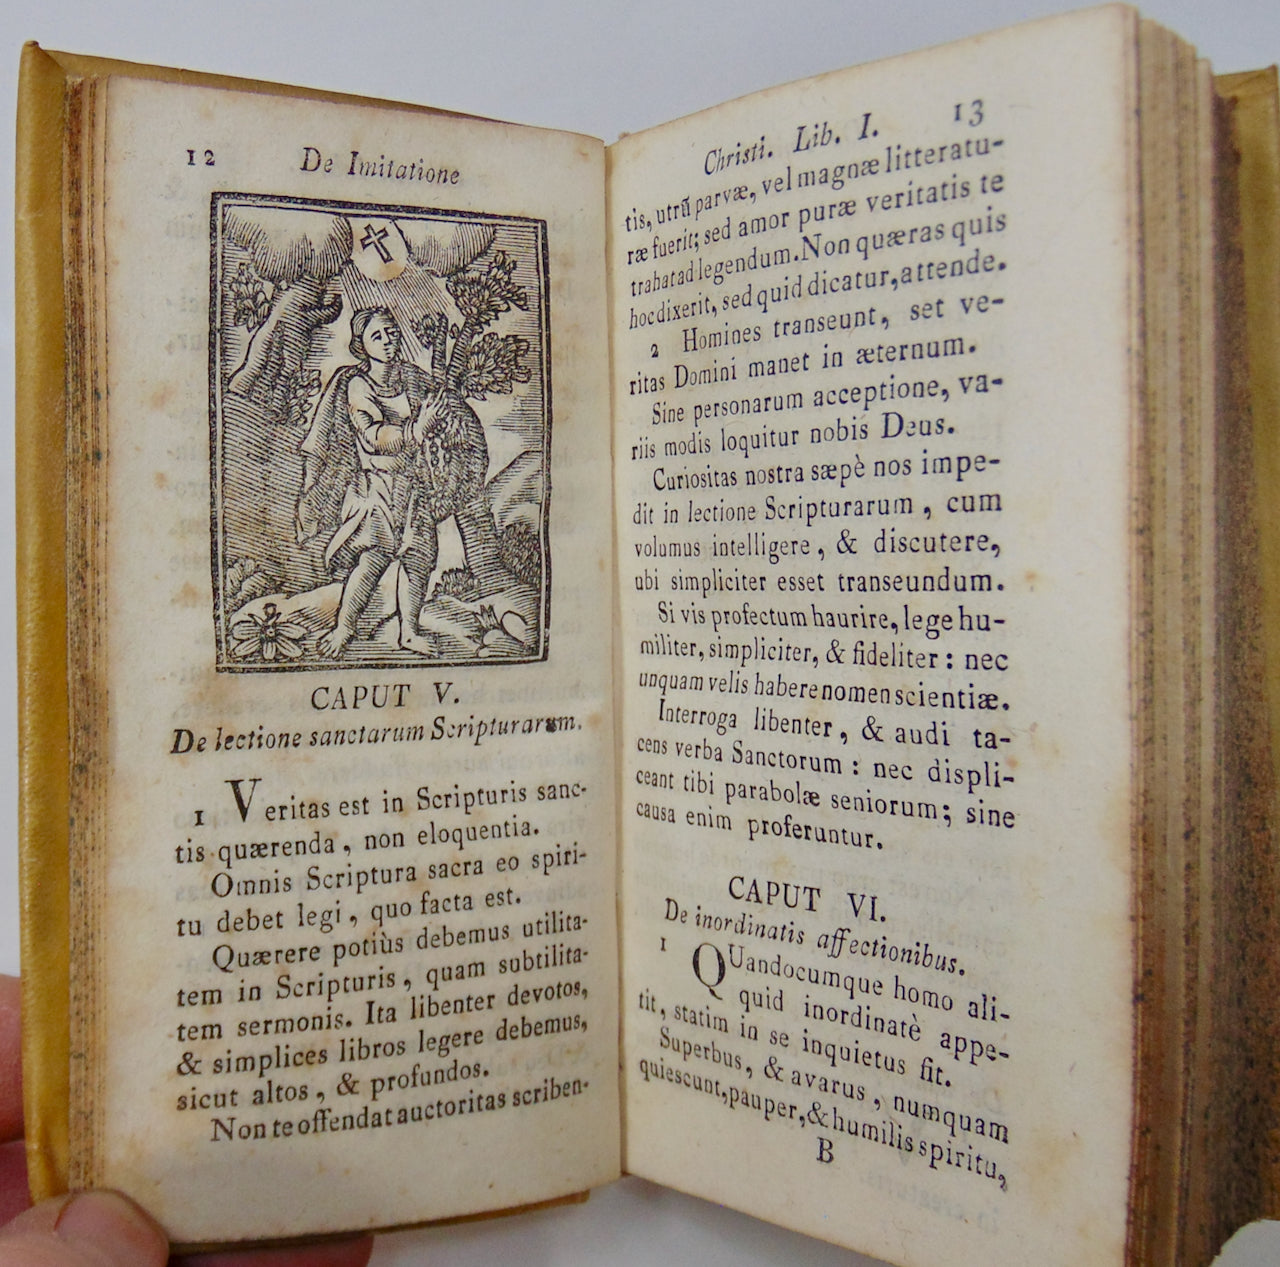 12 De Imitatione
CAPUT V.
De lectione sanctarum Scripturarum.
1 Veritas est in Scripturis sanc-
tis quærenda, non eloquentia.
Omnis Scriptura sacra eo spiri-
tu debet legi, quo facta est.
Quærere potiùs debemus utilita-
tem in Scripturis, quam subtilita-
tem sermonis. Ita libenter devotos,
& simplices libros legere debemus,
sicut altos, & profundos.
Non te offendat auctoritas scriben-
Christi. Lib. I. 13
tis, utrũ parvæ, vel magnæ litteratu-
ræ fuerit; sed amor puræ veritatis te
trahat ad legendum. Non quæras quis
hoc dixerit, sed quid dicatur, attende.
2 Homines transeunt, set ve-
ritas Domini manet in æternum.
Sine personarum acceptione, va-
riis modis loquitur nobis Deus.
Curiositas nostra sæpè nos impe-
dit in lectione Scripturarum, cum
volumus intelligere, & discutere,
ubi simpliciter esset transeundum.
Si vis profectum haurire, lege hu-
militer, simpliciter, & fideliter: nec
unquam velis habere nomen scientiæ.
Interroga libenter, & audi ta-
cens verba Sanctorum: nec displi-
ceant tibi parabolæ seniorum; sine
causa enim proferuntur.
CAPUT VI.
De inordinatis affectionibus.
1 QUandocumque homo ali-
quid inordinatè appe-
tit, statim in se inquietus fit.
Superbus, & avarus, numquam
quiescunt, pauper, & humilis spiritu,
B